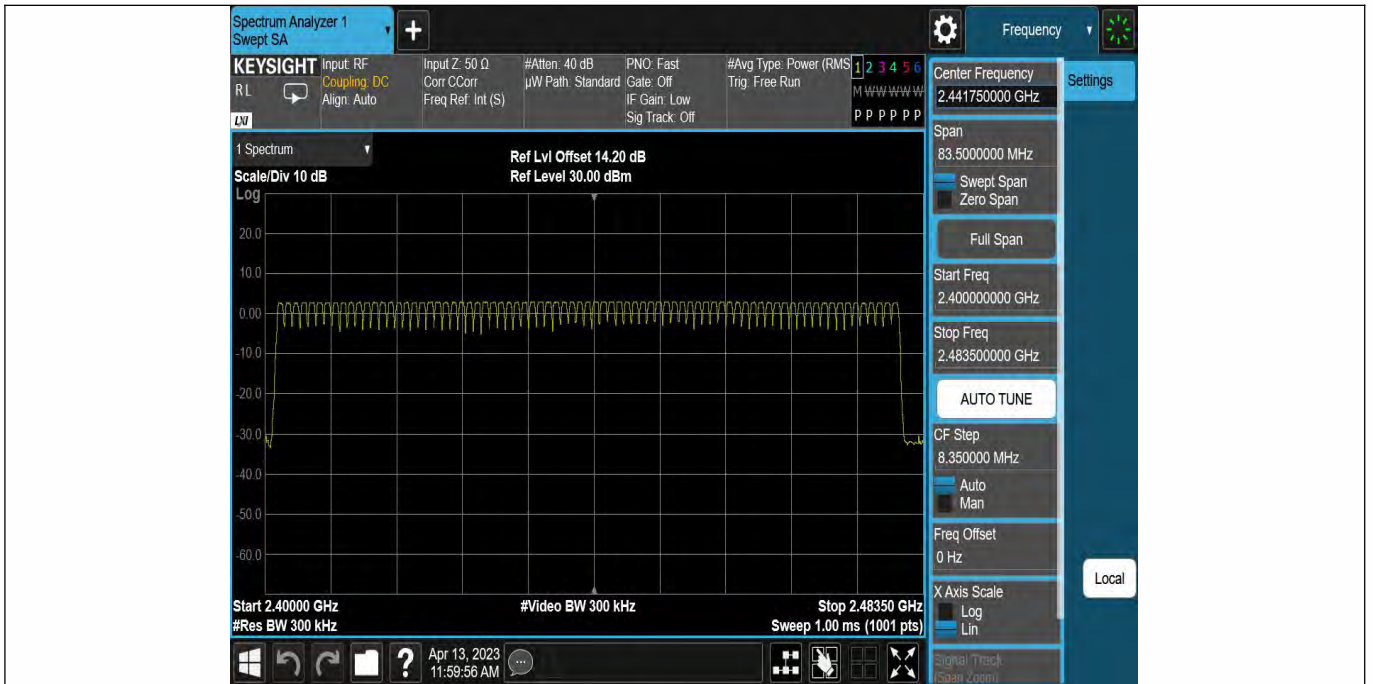 Spectrum Analyzer 1
Swept SA
+
Frequency
KEYSIGHT
RL
LXI
Input: RF
Coupling: DC
Align: Auto
Input Z: 50 Ω
Corr CCorr
Freq Ref: Int (S)
#Atten: 40 dB
µW Path: Standard
PNO: Fast
Gate: Off
IF Gain: Low
Sig Track: Off
#Avg Type: Power (RMS
Trig: Free Run
1 2 3 4 5 6
M W W W W W
P P P P P P
1 Spectrum
Scale/Div 10 dB
Ref Lvl Offset 14.20 dB
Ref Level 30.00 dBm
Log
20.0
10.0
0.00
-10.0
-20.0
-30.0
-40.0
-50.0
-60.0
Start 2.40000 GHz
#Res BW 300 kHz
#Video BW 300 kHz
Stop 2.48350 GHz
Sweep 1.00 ms (1001 pts)
Center Frequency
2.441750000 GHz
Settings
Span
83.5000000 MHz
Swept Span
Zero Span
Full Span
Start Freq
2.400000000 GHz
Stop Freq
2.483500000 GHz
AUTO TUNE
CF Step
8.350000 MHz
Auto
Man
Freq Offset
0 Hz
X Axis Scale
Log
Lin
Signal Track
(Span Zoom)
Local
?
Apr 13, 2023
11:59:56 AM